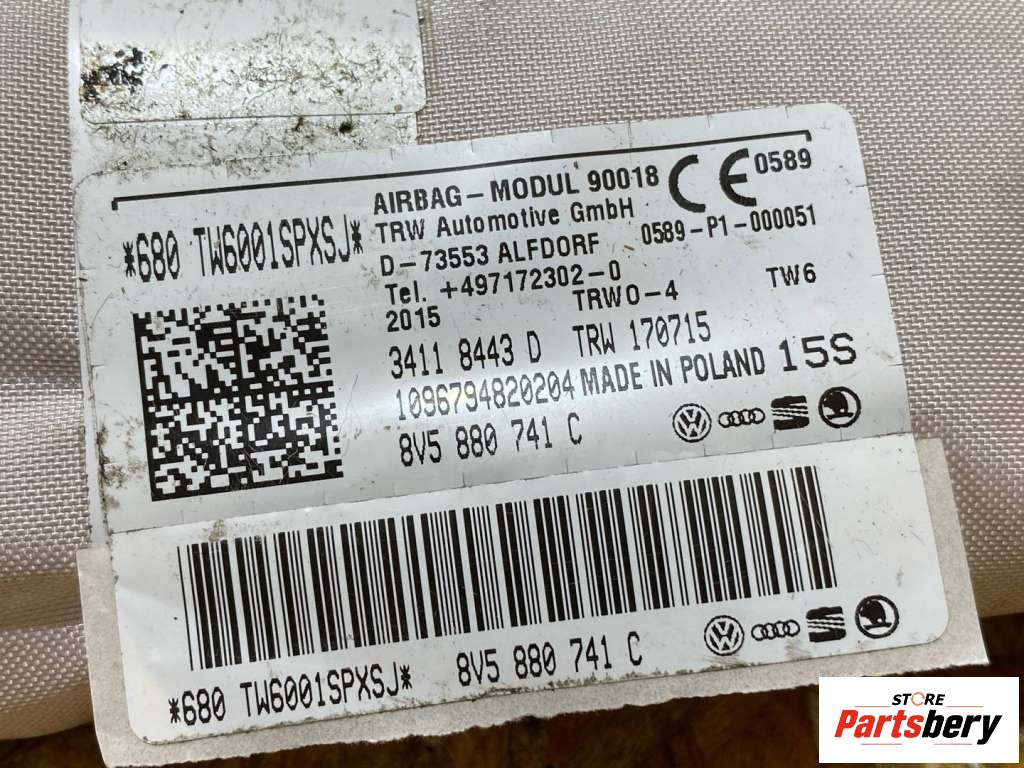 AIRBAG-MODUL 90018 CE 0589
*680 TW6001SPXSJ*
TRW Automotive GmbH
0589-P1-000051
D-73553 ALFDORF
Tel. +497172302-0
TW6
2015
TRWO-4
3411 8443 D TRW 170715
1096794820204 MADE IN POLAND 15S
8V5 880 741 C
*680 TW6001SPXSJ* 8V5 880 741 C
STORE
Partsbery